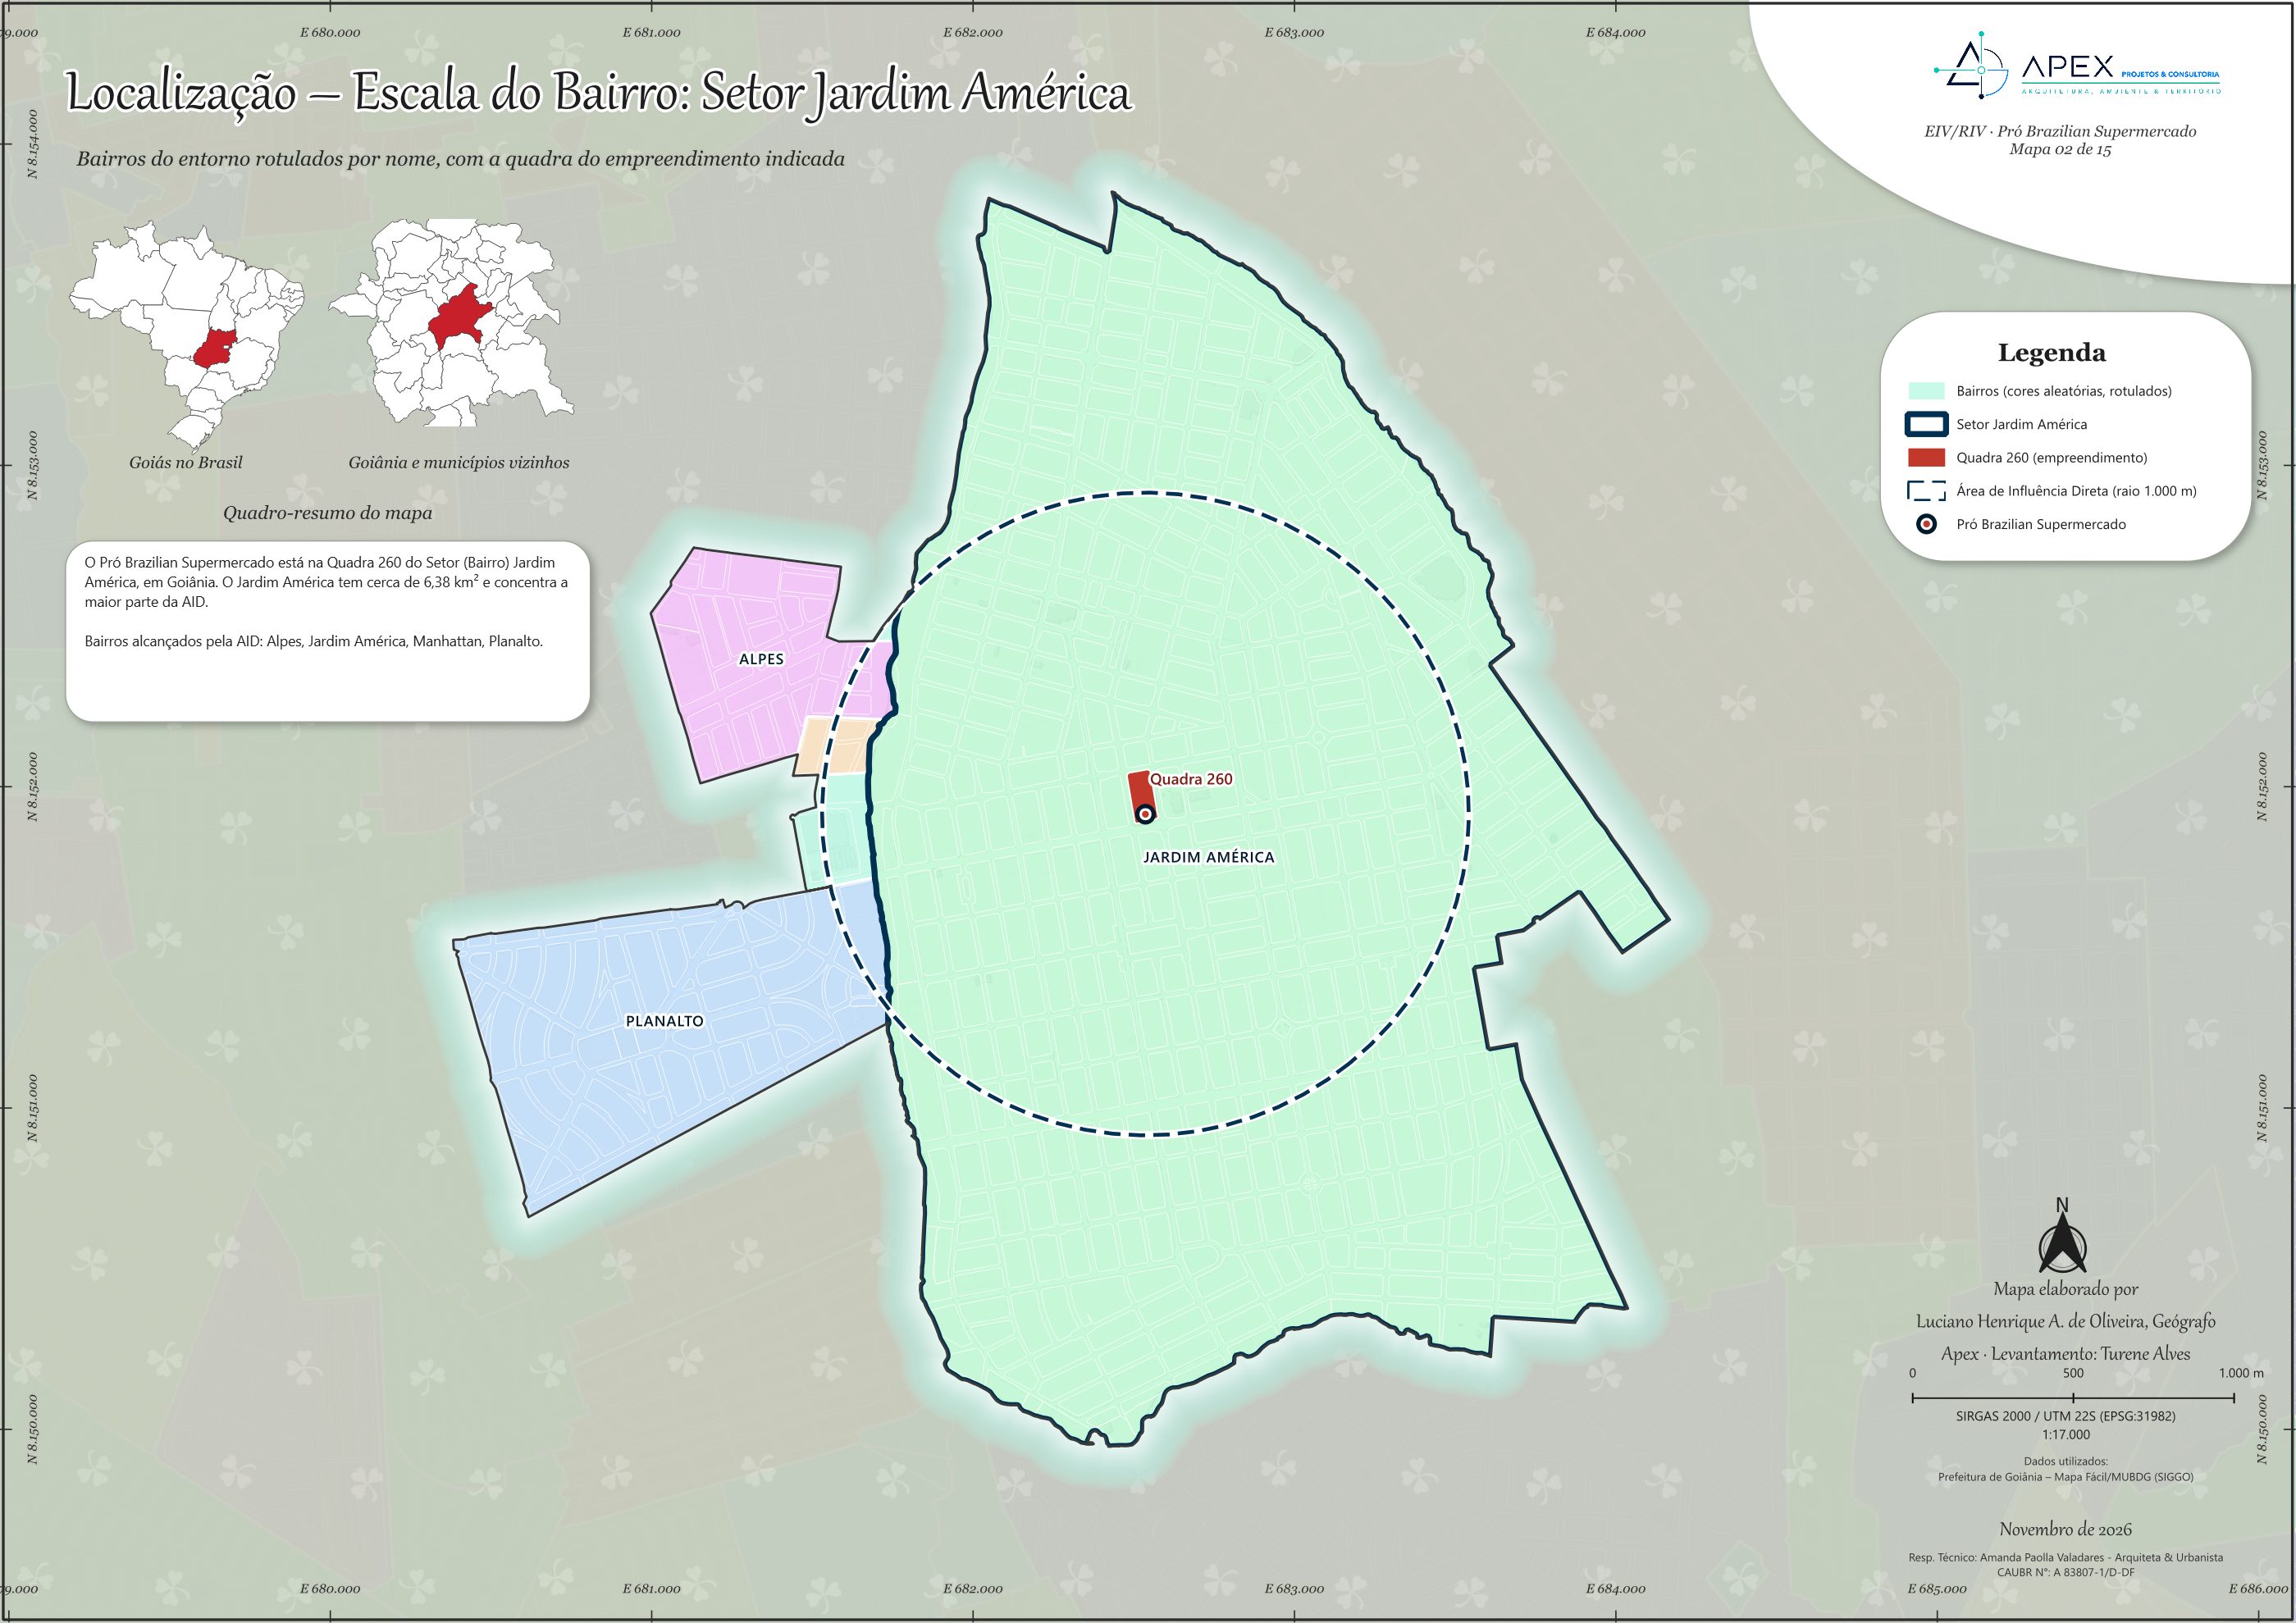 9.000
E 680.000
E 681.000
E 682.000
E 683.000
E 684.000
Localização – Escala do Bairro: Setor Jardim América
Bairros do entorno rotulados por nome, com a quadra do empreendimento indicada
APEX PROJETOS & CONSULTORIA
ARQUITETURA, AMBIENTE & TERRITÓRIO
EIV/RIV · Pró Brazilian Supermercado
Mapa 02 de 15
N 8.154.000
Goiás no Brasil
Goiânia e municípios vizinhos
Quadro-resumo do mapa
O Pró Brazilian Supermercado está na Quadra 260 do Setor (Bairro) Jardim
América, em Goiânia. O Jardim América tem cerca de 6,38 km² e concentra a
maior parte da AID.
Bairros alcançados pela AID: Alpes, Jardim América, Manhattan, Planalto.
Legenda
Bairros (cores aleatórias, rotulados)
Setor Jardim América
Quadra 260 (empreendimento)
Área de Influência Direta (raio 1.000 m)
Pró Brazilian Supermercado
N 8.153.000
N 8.153.000
ALPES
Quadra 260
JARDIM AMÉRICA
PLANALTO
N 8.152.000
N 8.152.000
N 8.151.000
N 8.151.000
N
Mapa elaborado por
Luciano Henrique A. de Oliveira, Geógrafo
Apex · Levantamento: Turene Alves
0 500 1.000 m
SIRGAS 2000 / UTM 22S (EPSG:31982)
1:17.000
Dados utilizados:
Prefeitura de Goiânia – Mapa Fácil/MUBDG (SIGGO)
N 8.150.000
N 8.150.000
Novembro de 2026
Resp. Técnico: Amanda Paolla Valadares - Arquiteta & Urbanista
CAUBR N°: A 83807-1/D-DF
9.000
E 680.000
E 681.000
E 682.000
E 683.000
E 684.000
E 685.000
E 686.000